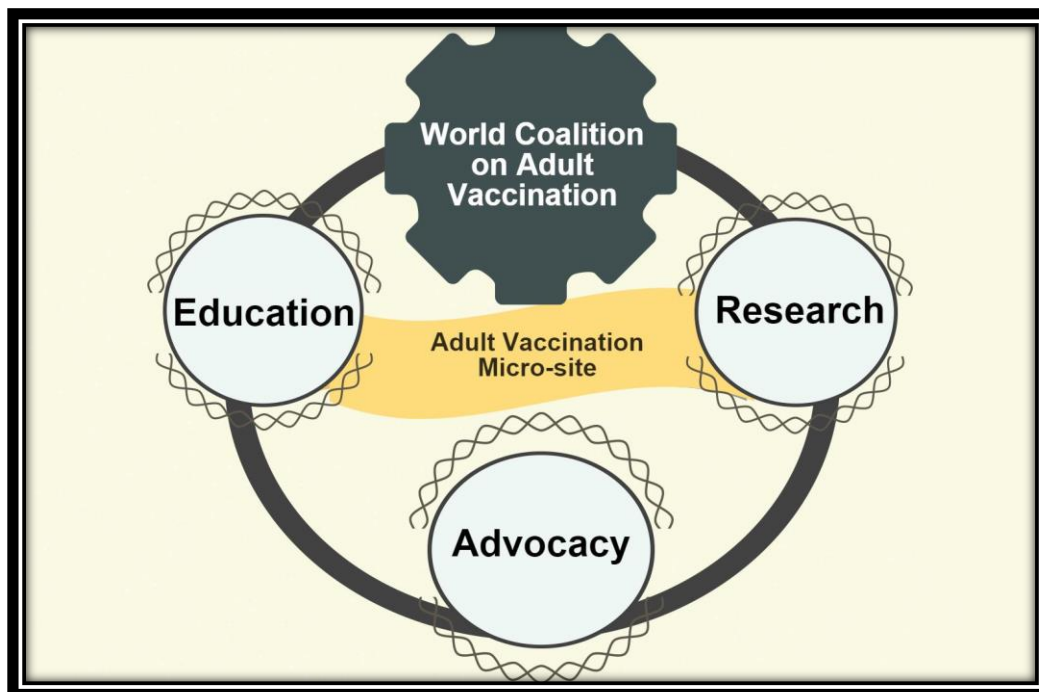 World Coalition
on Adult
Vaccination
Education
Research
Adult Vaccination
Micro-site
Advocacy